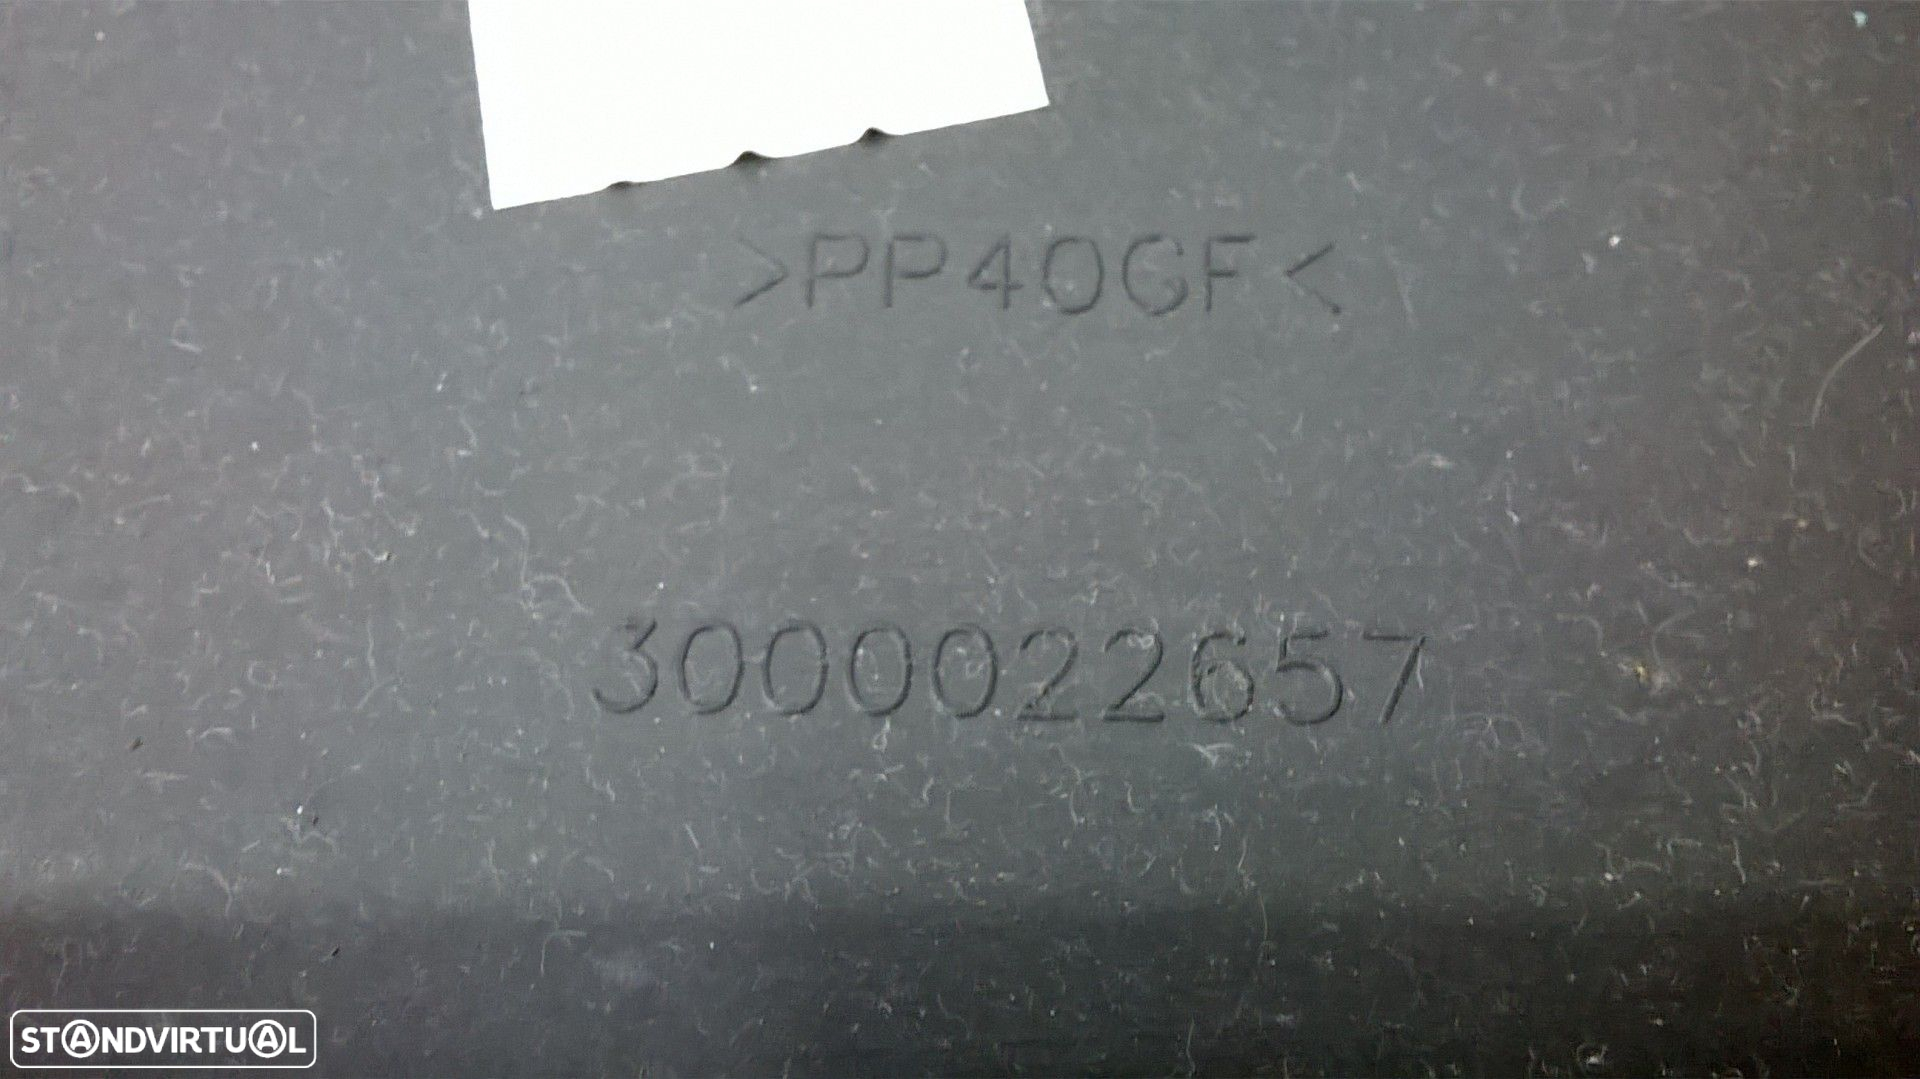 >PP40GF<
3000022657
STANDVIRTUAL